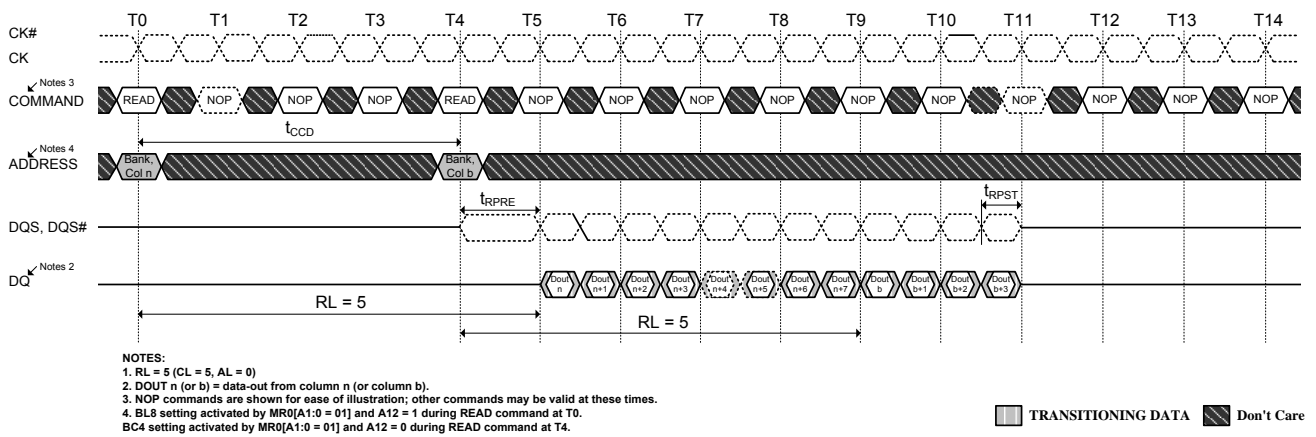 T0 T1 T2 T3 T4 T5 T6 T7 T8 T9 T10 T11 T12 T13 T14
CK#
CK
Notes 3
COMMAND
READ NOP NOP NOP READ NOP NOP NOP NOP NOP NOP NOP NOP NOP NOP
tCCD
Notes 4
ADDRESS
Bank, Col n
Bank, Col b
tRPRE
tRPST
DQS, DQS#
Notes 2
DQ
Dout n
Dout n+1
Dout n+2
Dout n+3
Dout n+4
Dout n+5
Dout n+6
Dout n+7
Dout b
Dout b+1
Dout b+2
Dout b+3
RL = 5
RL = 5
NOTES:
1. RL = 5 (CL = 5, AL = 0)
2. DOUT n (or b) = data-out from column n (or column b).
3. NOP commands are shown for ease of illustration; other commands may be valid at these times.
4. BL8 setting activated by MR0[A1:0 = 01] and A12 = 1 during READ command at T0.
BC4 setting activated by MR0[A1:0 = 01] and A12 = 0 during READ command at T4.
TRANSITIONING DATA
Don't Care